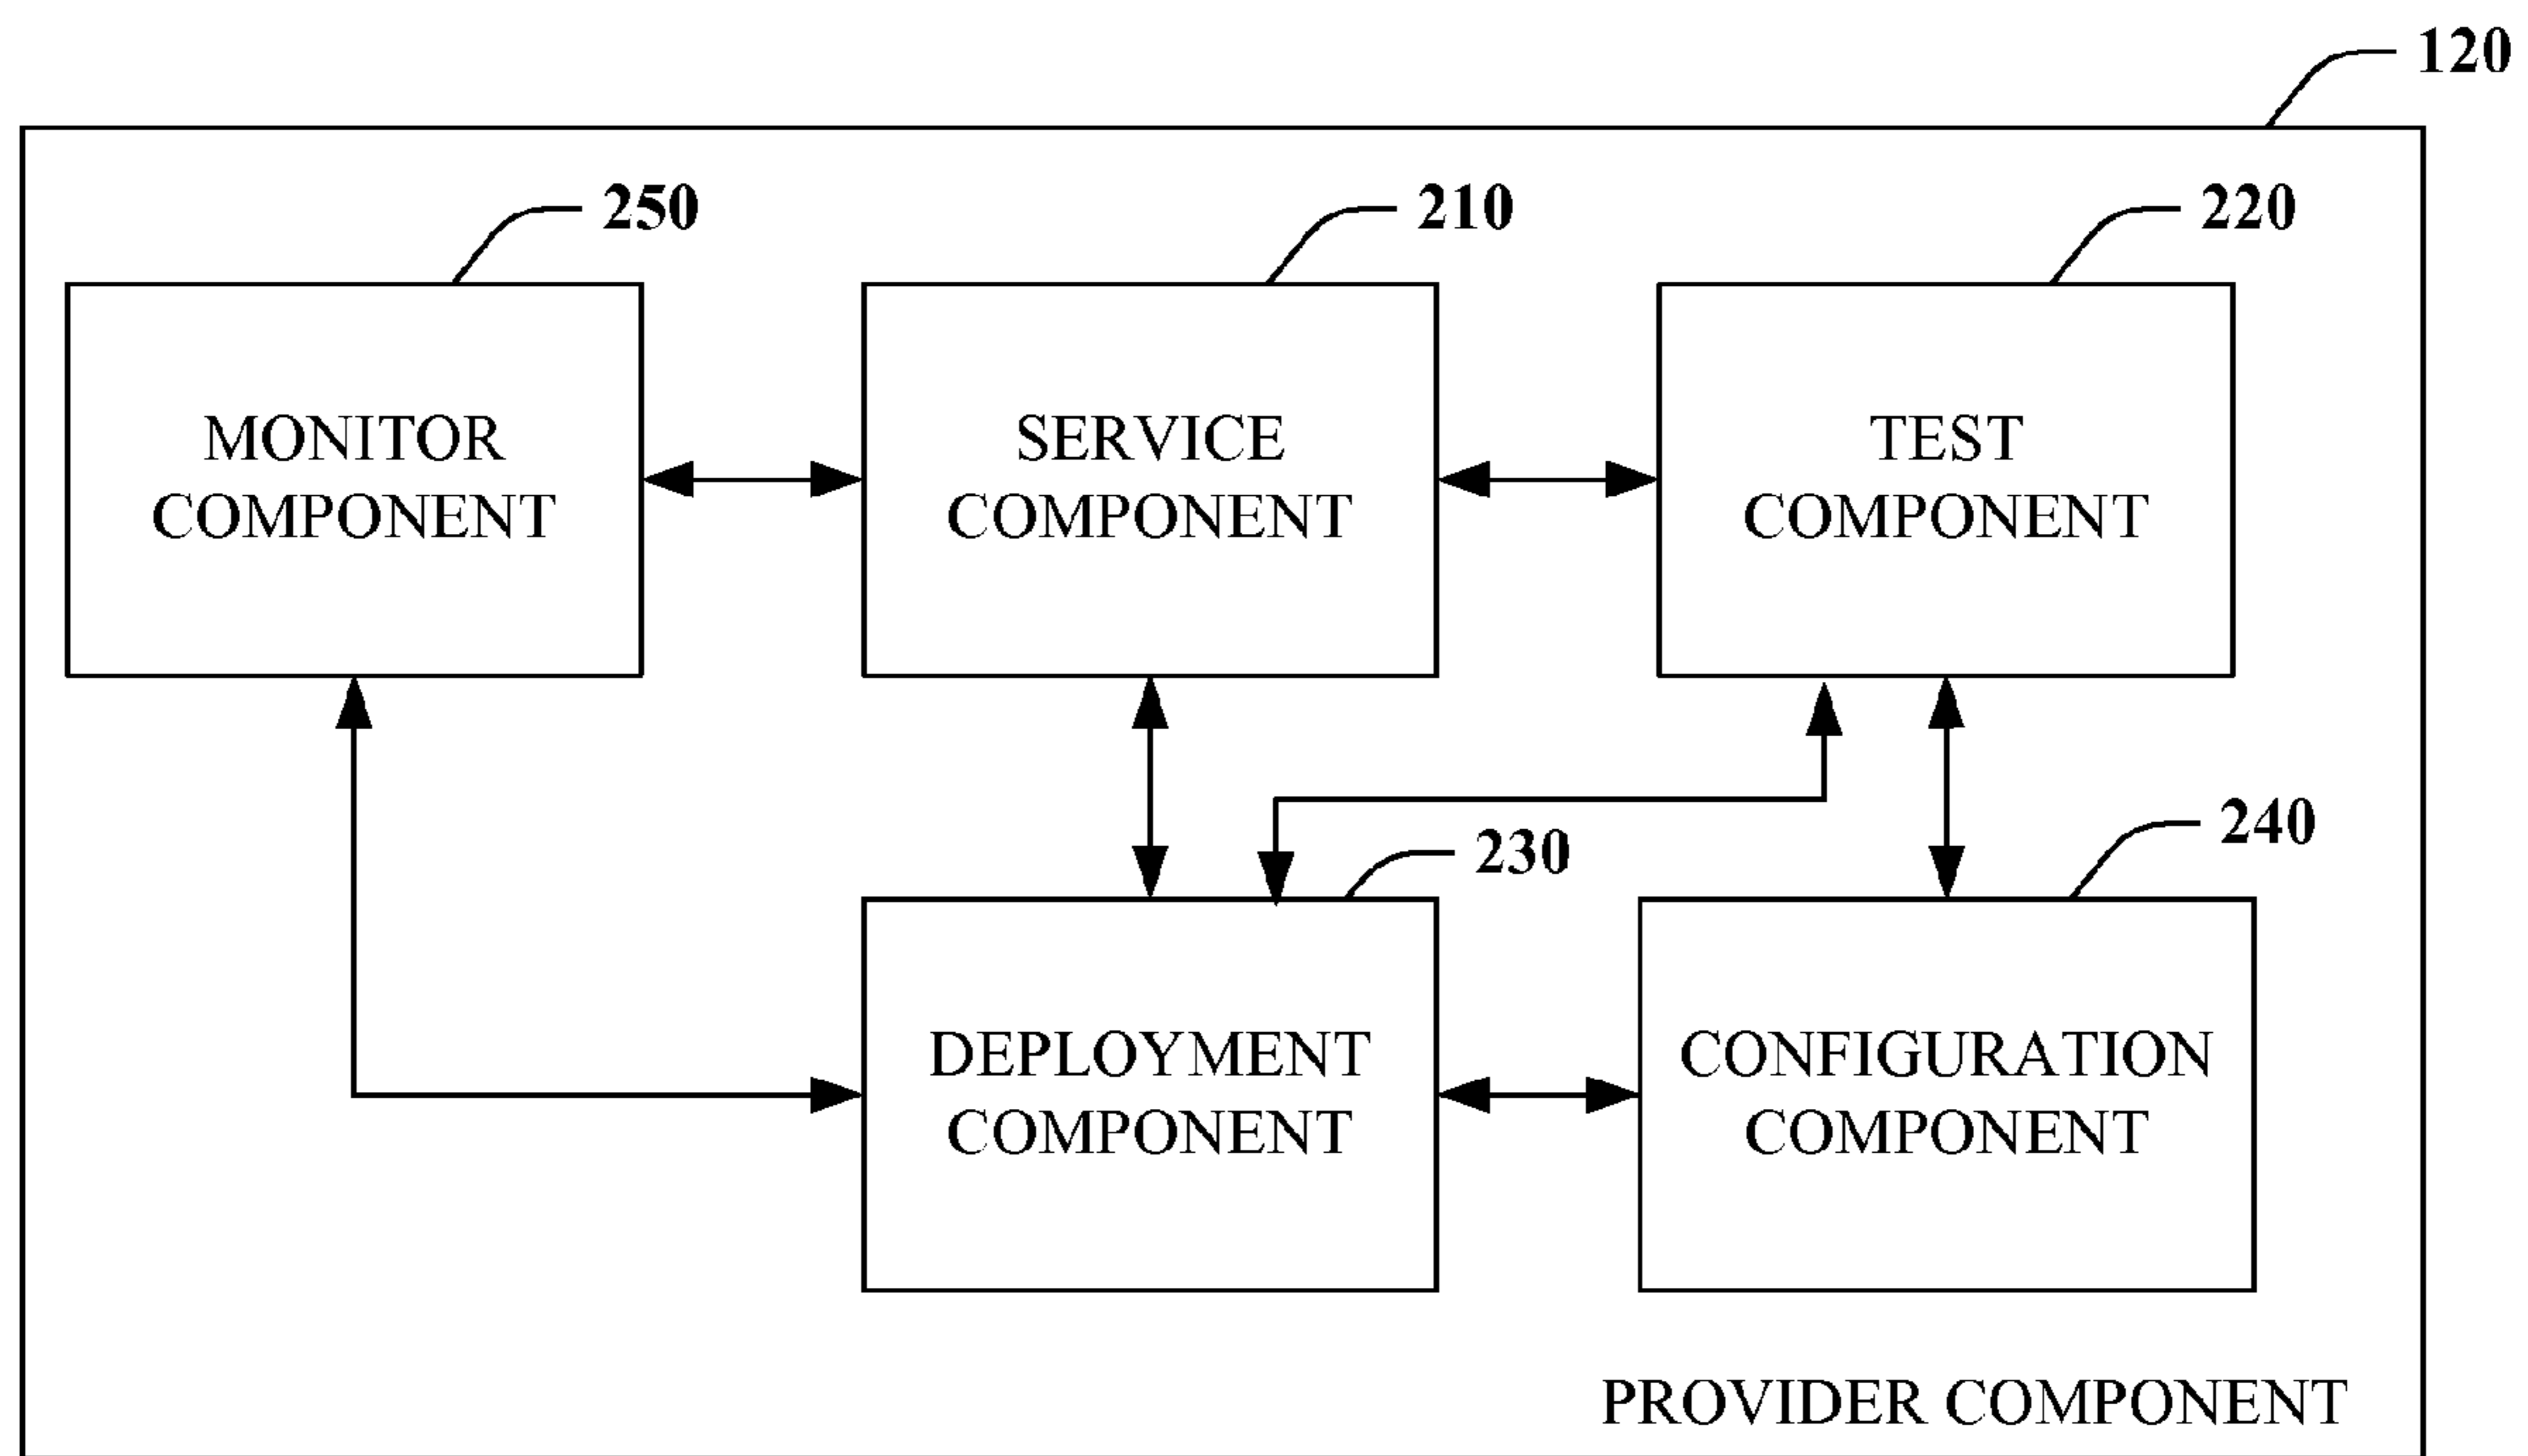 120
250
210
220
MONITOR
COMPONENT
SERVICE
COMPONENT
TEST
COMPONENT
230
240
DEPLOYMENT
COMPONENT
CONFIGURATION
COMPONENT
PROVIDER COMPONENT